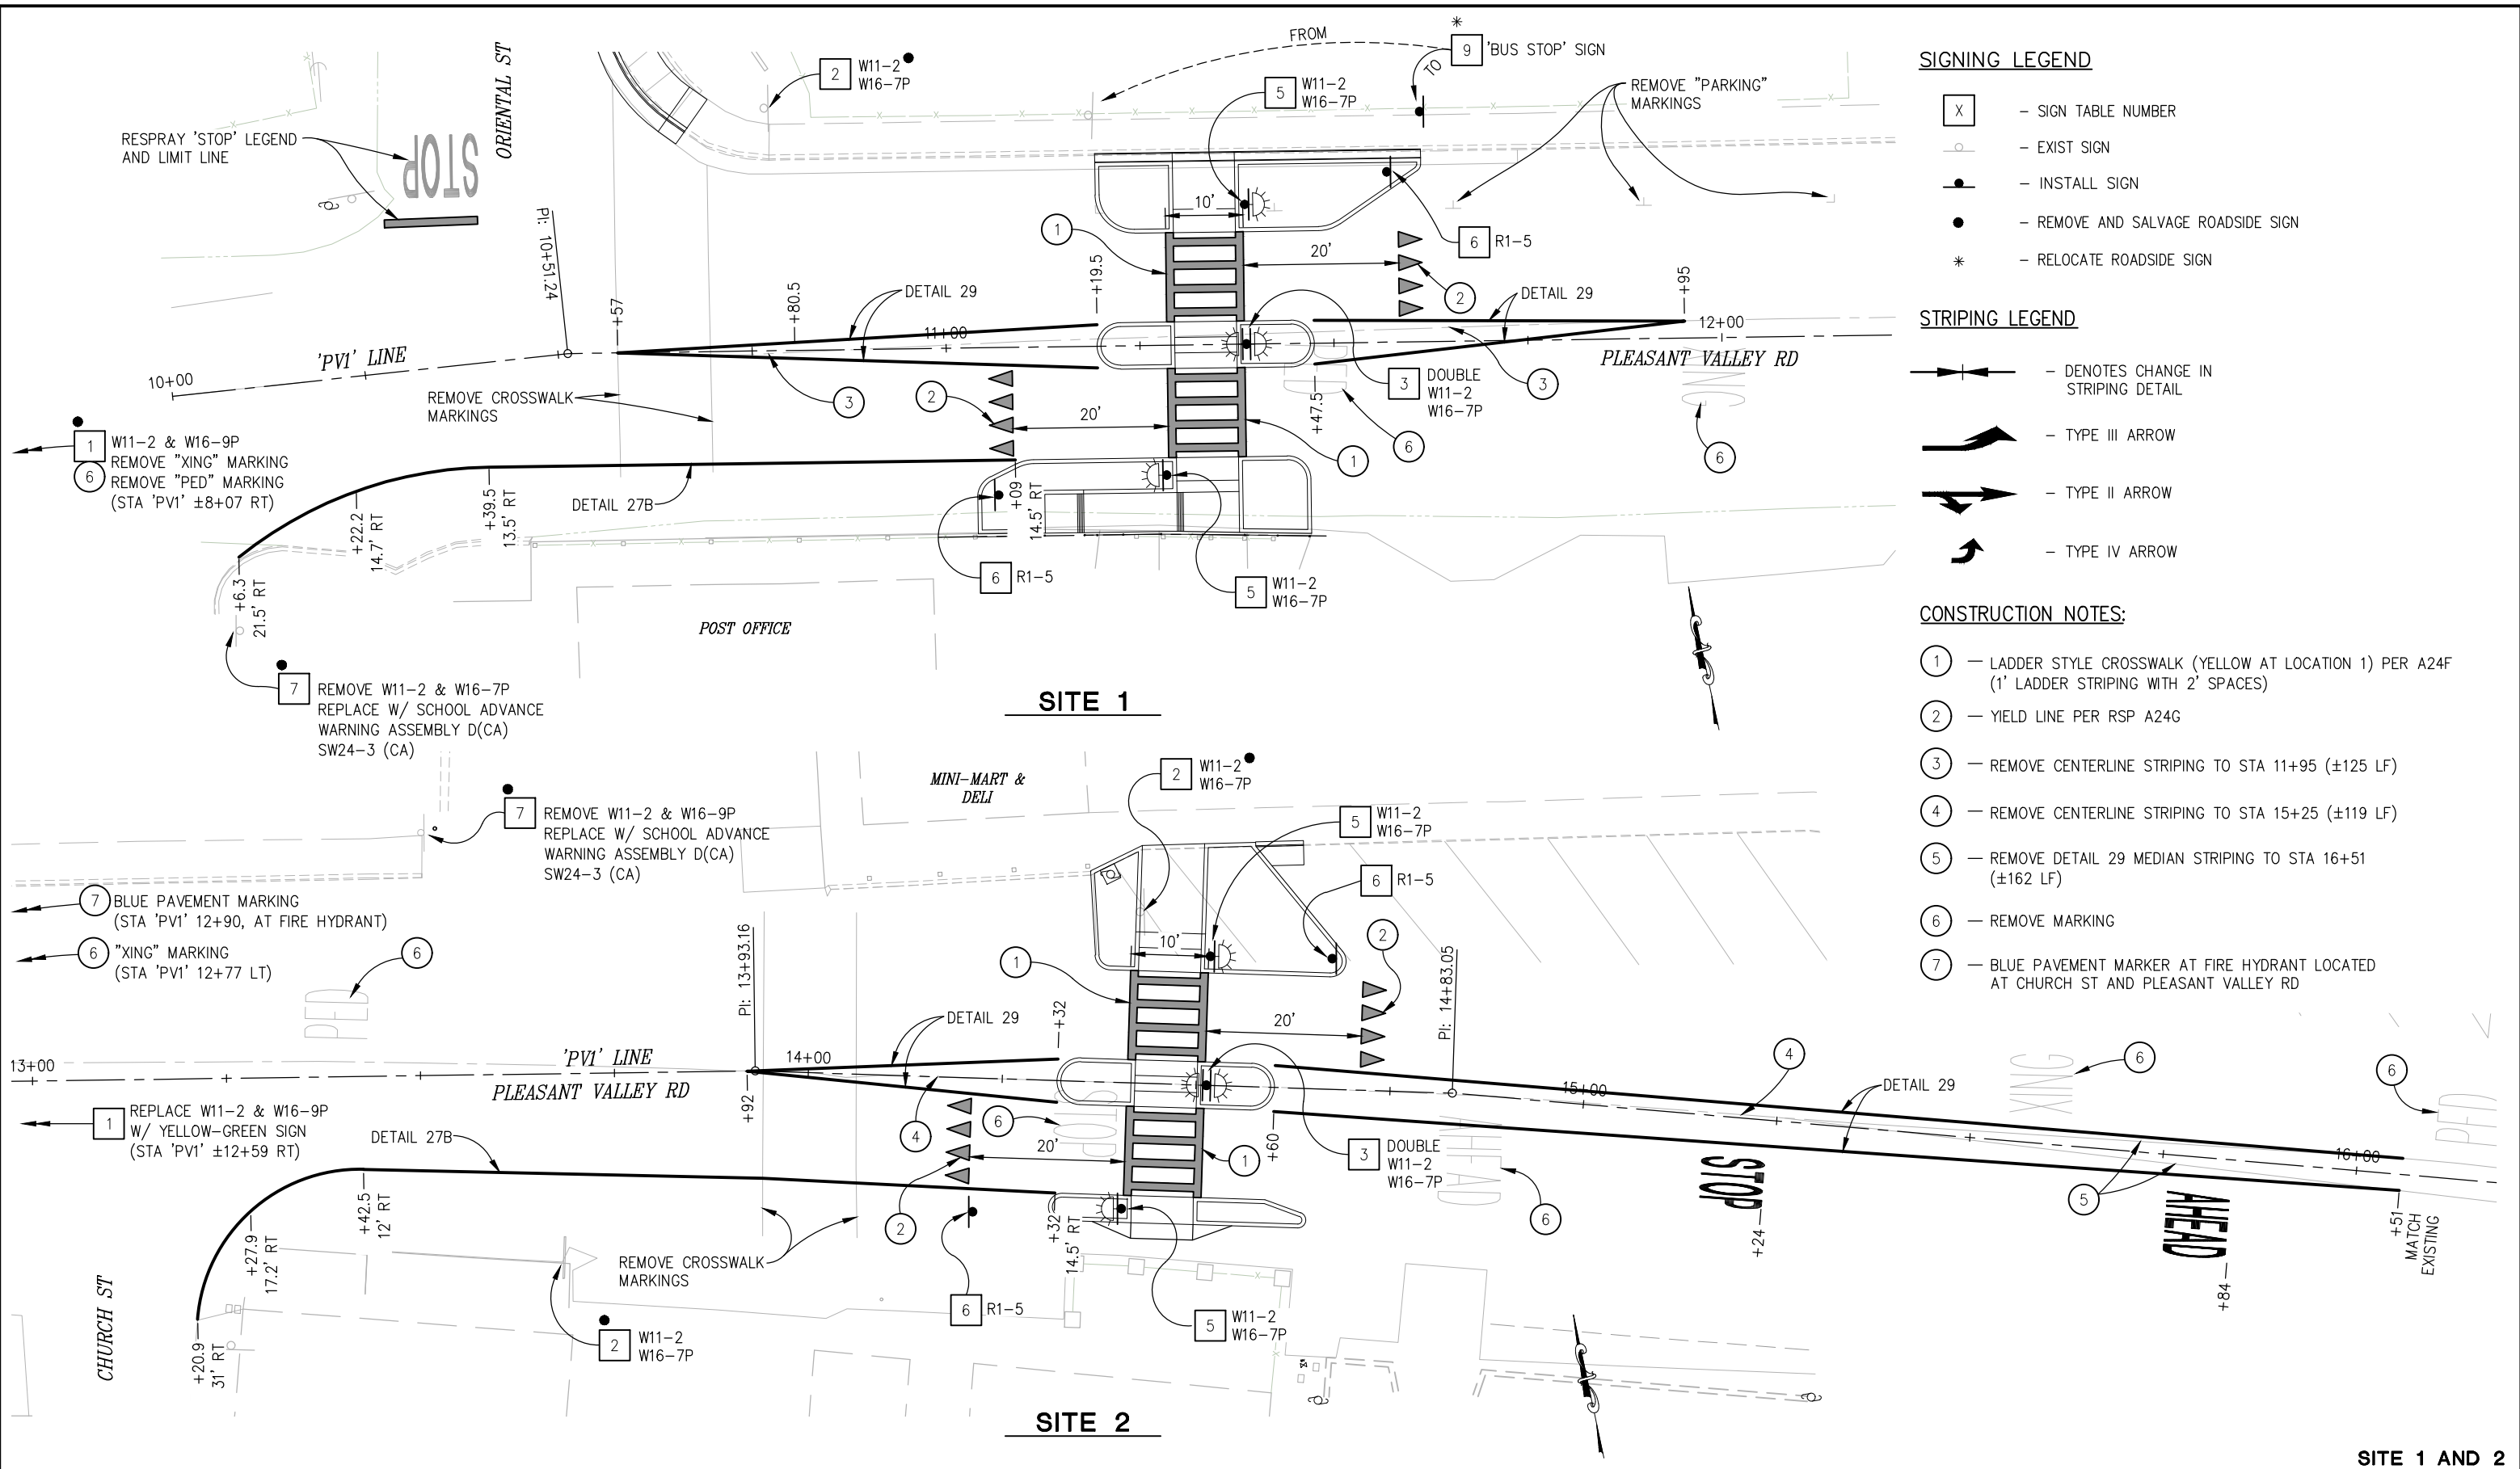 ORIENTAL ST
RESPRAY 'STOP' LEGEND
AND LIMIT LINE
STOP
2
W11-2
W16-7P
FROM
TO
*
9
'BUS STOP' SIGN
5
W11-2
W16-7P
REMOVE "PARKING"
MARKINGS
10'
1
20'
6
R1-5
2
PI: 10+51.24
+57
+80.5
DETAIL 29
+19.5
11+00
DETAIL 29
+95
12+00
'PV1' LINE
10+00
PLEASANT VALLEY RD
REMOVE CROSSWALK
MARKINGS
3
2
20'
+47.5
PED
XING
3
DOUBLE
W11-2
W16-7P
3
6
6
1
1
W11-2 & W16-9P
REMOVE "XING" MARKING
6
REMOVE "PED" MARKING
(STA 'PV1' ±8+07 RT)
+22.2
14.7' RT
+39.5
13.5' RT
DETAIL 27B
+09
14.5' RT
+6.3
21.5' RT
6
R1-5
5
W11-2
W16-7P
POST OFFICE
7
REMOVE W11-2 & W16-7P
REPLACE W/ SCHOOL ADVANCE
WARNING ASSEMBLY D(CA)
SW24-3 (CA)
SITE 1
MINI-MART &
DELI
2
W11-2
W16-7P
7
REMOVE W11-2 & W16-9P
REPLACE W/ SCHOOL ADVANCE
WARNING ASSEMBLY D(CA)
SW24-3 (CA)
5
W11-2
W16-7P
6
R1-5
7
BLUE PAVEMENT MARKING
(STA 'PV1' 12+90, AT FIRE HYDRANT)
6
"XING" MARKING
(STA 'PV1' 12+77 LT)
6
PED
PI: 13+93.16
1
10'
2
20'
PI: 14+83.05
+32
DETAIL 29
13+00
'PV1' LINE
PLEASANT VALLEY RD
14+00
+92
4
15+00
DETAIL 29
XING
6
6
PED
1
REPLACE W11-2 & W16-9P
W/ YELLOW-GREEN SIGN
(STA 'PV1' ±12+59 RT)
DETAIL 27B
4
6
20'
1
+60
3
DOUBLE
W11-2
W16-7P
AHEAD
6
STOP
+24
5
AHEAD
+84
16+00
+51
MATCH
EXISTING
+42.5
12' RT
+27.9
17.2' RT
+20.9
31' RT
CHURCH ST
2
+32
14.5' RT
REMOVE CROSSWALK
MARKINGS
6
R1-5
5
W11-2
W16-7P
2
W11-2
W16-7P
SITE 2
SIGNING LEGEND
X
- SIGN TABLE NUMBER
- EXIST SIGN
- INSTALL SIGN
- REMOVE AND SALVAGE ROADSIDE SIGN
* - RELOCATE ROADSIDE SIGN
STRIPING LEGEND
- DENOTES CHANGE IN
STRIPING DETAIL
- TYPE III ARROW
- TYPE II ARROW
- TYPE IV ARROW
CONSTRUCTION NOTES:
1 - LADDER STYLE CROSSWALK (YELLOW AT LOCATION 1) PER A24F
(1' LADDER STRIPING WITH 2' SPACES)
2 - YIELD LINE PER RSP A24G
3 - REMOVE CENTERLINE STRIPING TO STA 11+95 (±125 LF)
4 - REMOVE CENTERLINE STRIPING TO STA 15+25 (±119 LF)
5 - REMOVE DETAIL 29 MEDIAN STRIPING TO STA 16+51
(±162 LF)
6 - REMOVE MARKING
7 - BLUE PAVEMENT MARKER AT FIRE HYDRANT LOCATED
AT CHURCH ST AND PLEASANT VALLEY RD
SITE 1 AND 2